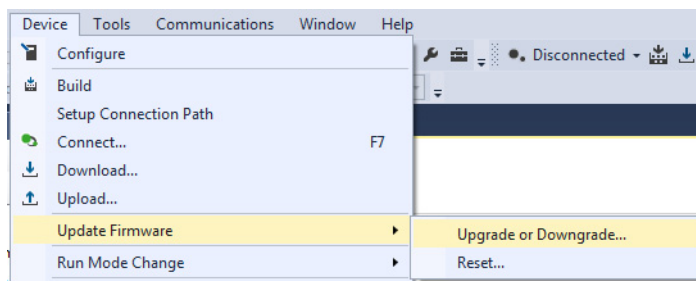 Device Tools Communications Window Help
Configure
Disconnected
Build
Setup Connection Path
Connect... F7
Download...
Upload...
Update Firmware
Upgrade or Downgrade...
Run Mode Change
Reset...